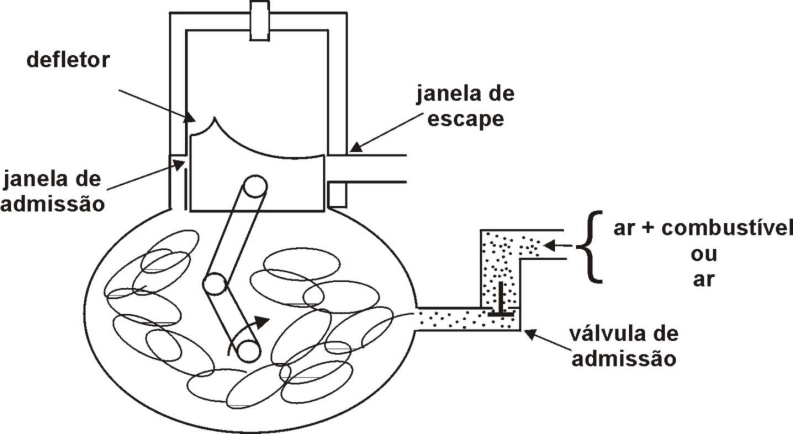 defletor
janela de
escape
janela de
admissão
ar + combustível
ou
ar
válvula de
admissão